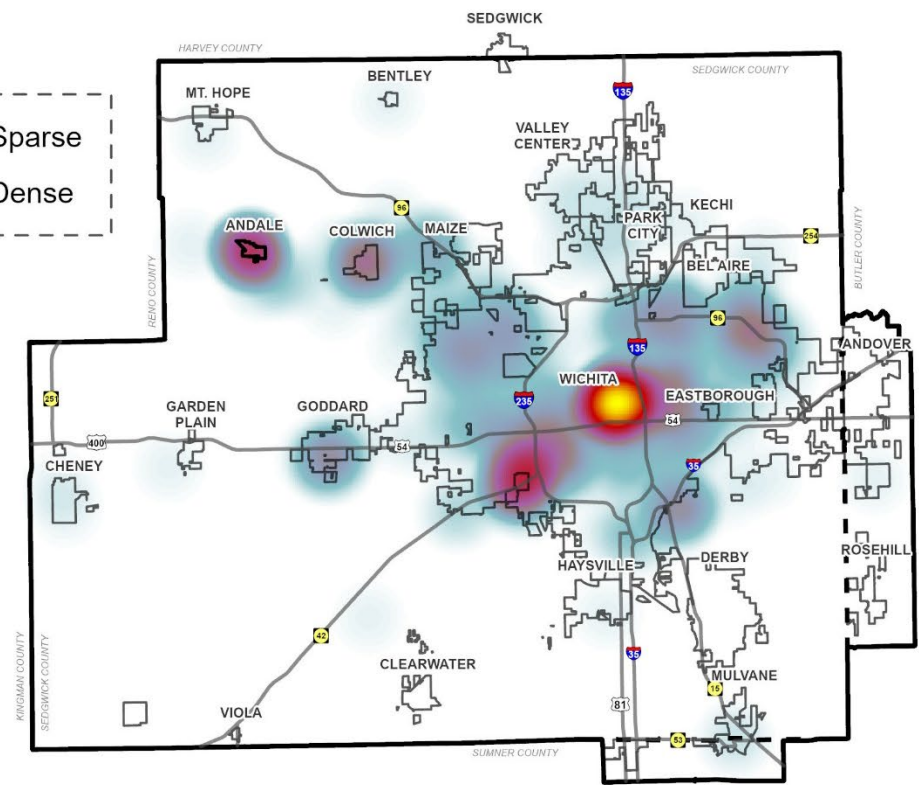 SEDGWICK
HARVEY COUNTY
SEDGWICK COUNTY
BENTLEY
MT. HOPE
135
Sparse
Dense
VALLEY
CENTER
96
KECHI
PARK
CITY
ANDALE
COLWICH
MAIZE
254
BEL AIRE
RENO COUNTY
BUTLER COUNTY
96
135
ANDOVER
WICHITA
EASTBOROUGH
251
235
GARDEN
PLAIN
GODDARD
54
400
54
CHENEY
35
HAYSVILLE
DERBY
ROSEHILL
42
35
CLEARWATER
KINGMAN COUNTY
SEDGWICK COUNTY
MULVANE
15
81
VIOLA
53
SUMNER COUNTY